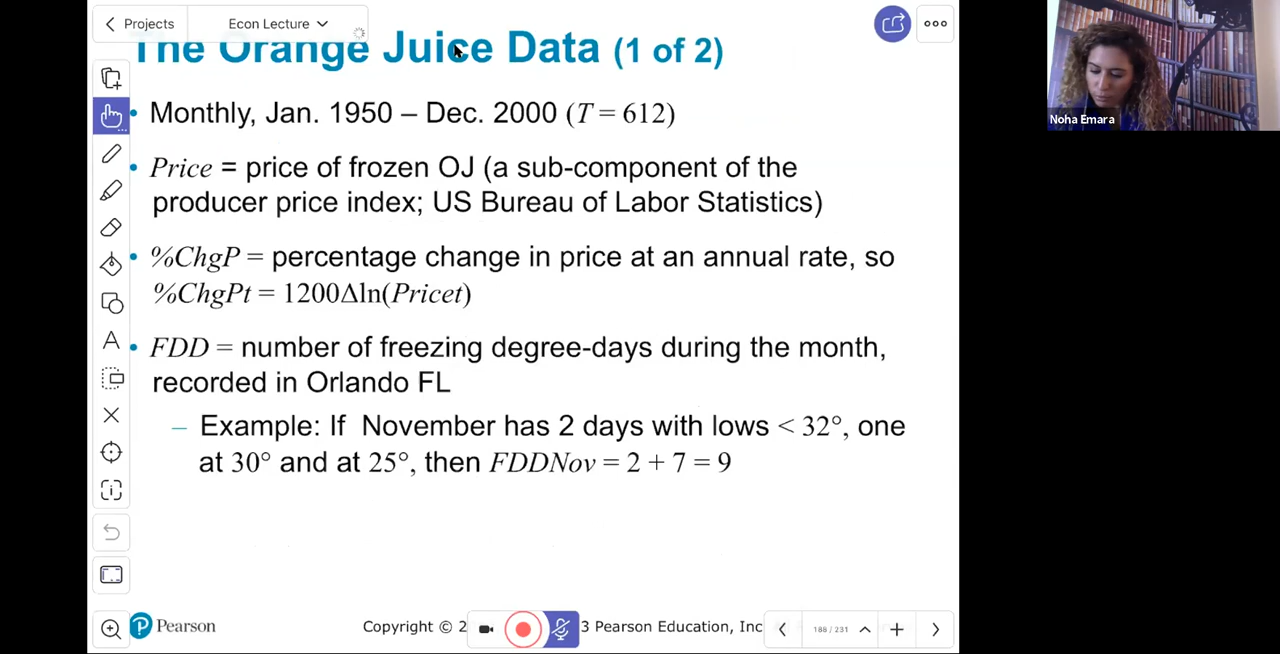 Projects
Econ Lecture
The Orange Juice Data (1 of 2)
• Monthly, Jan. 1950 – Dec. 2000 (T = 612)
• Price = price of frozen OJ (a sub-component of the
producer price index; US Bureau of Labor Statistics)
• %ChgP = percentage change in price at an annual rate, so
%ChgPt = 1200Δln(Pricet)
• FDD = number of freezing degree-days during the month,
recorded in Orlando FL
– Example: If November has 2 days with lows < 32°, one
at 30° and at 25°, then FDDNov = 2 + 7 = 9
Pearson
Copyright © 2
3 Pearson Education, Inc
188 / 231
A
Noha Emara